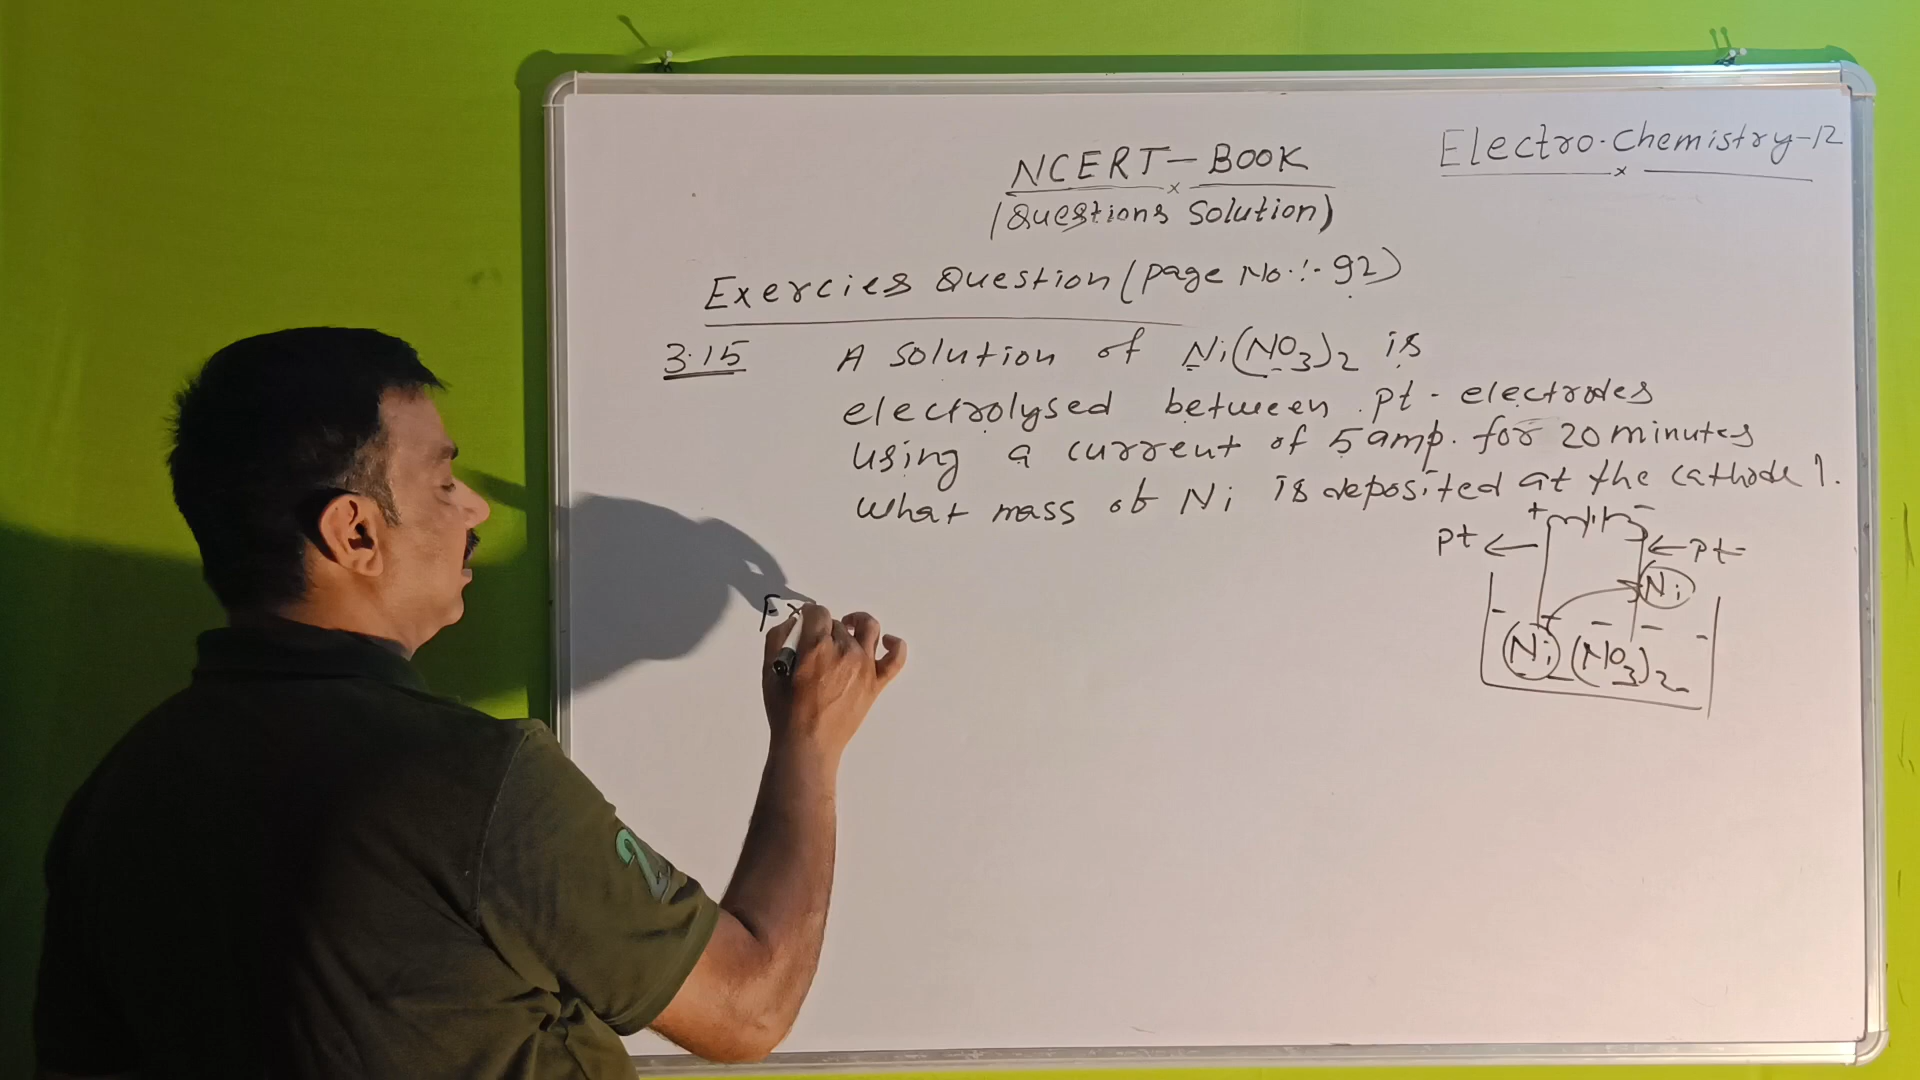 Electro-Chemistry-12
NCERT-BOOK
(Questions Solution)
Exercies Question (page No.:- 92)
3.15 A solution of Ni(NO3)2 is
electrolysed between pt-electrodes
using a current of 5 amp. for 20 minutes
what mass of Ni is deposited at the cathode?
+ -
pt ← ← pt
Ni
Ni (NO3)2
2